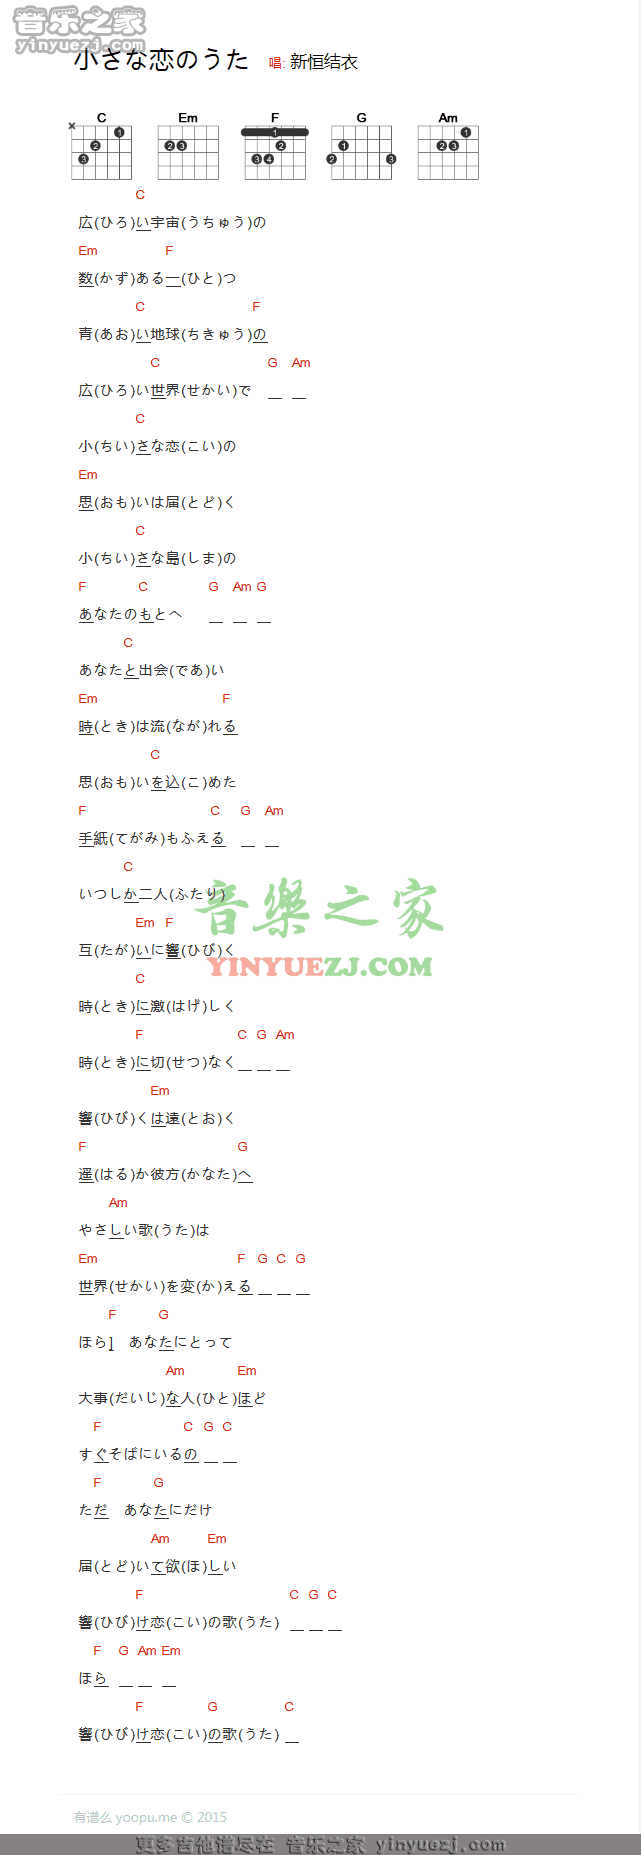 音乐之家
yinyuezj.com
小さな恋のうた 唱: 新恒结衣
C Em F G Am
C
広(ひろ)い宇宙(うちゅう)の
Em F
数(かず)ある一(ひと)つ
C F
青(あお)い地球(ちきゅう)の
C G Am
広(ひろ)い世界(せかい)で
C
小(ちい)さな恋(こい)の
Em
思(おも)いは届(とど)く
C
小(ちい)さな島(しま)の
F C G Am G
あなたのもとへ
C
あなたと出会(であ)い
Em F
時(とき)は流(なが)れる
C
思(おも)いを込(こ)めた
F C G Am
手紙(てがみ)もふえる
C
いつしか二人(ふたり)
Em F
互(たが)いに響(ひび)く
C
時(とき)に激(はげ)しく
F C G Am
時(とき)に切(せつ)なく
Em
響(ひび)くは遠(とお)く
F G
遥(はる)か彼方(かなた)へ
Am
やさしい歌(うた)は
Em F G C G
世界(せかい)を変(か)える
F G
ほら] あなたにとって
Am Em
大事(だいじ)な人(ひと)ほど
F C G C
すぐそばにいるの
F G
ただ あなたにだけ
Am Em
届(とど)いて欲(ほ)しい
F C G C
響(ひび)け恋(こい)の歌(うた)
F G Am Em
ほら
F G C
響(ひび)け恋(こい)の歌(うた)
音樂之家
YINYUEZJ.COM
有谱么 yoopu.me © 2015
更多吉他谱尽在 音乐之家 yinyuezj.com